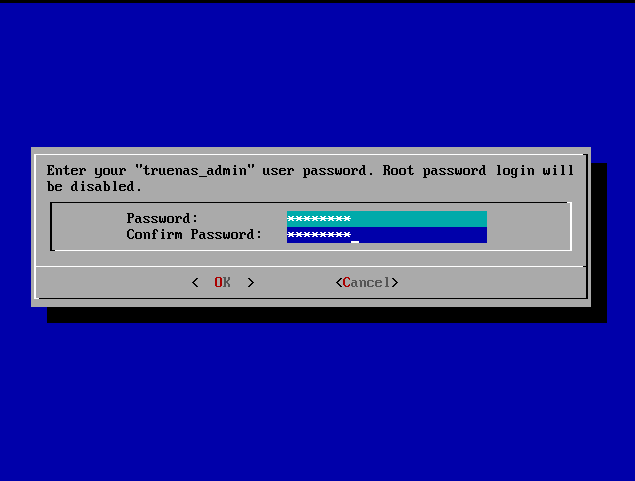 Enter your "truenas_admin" user password. Root password login will
be disabled.
Password: ********
Confirm Password: ********_
<  OK  > <Cancel>